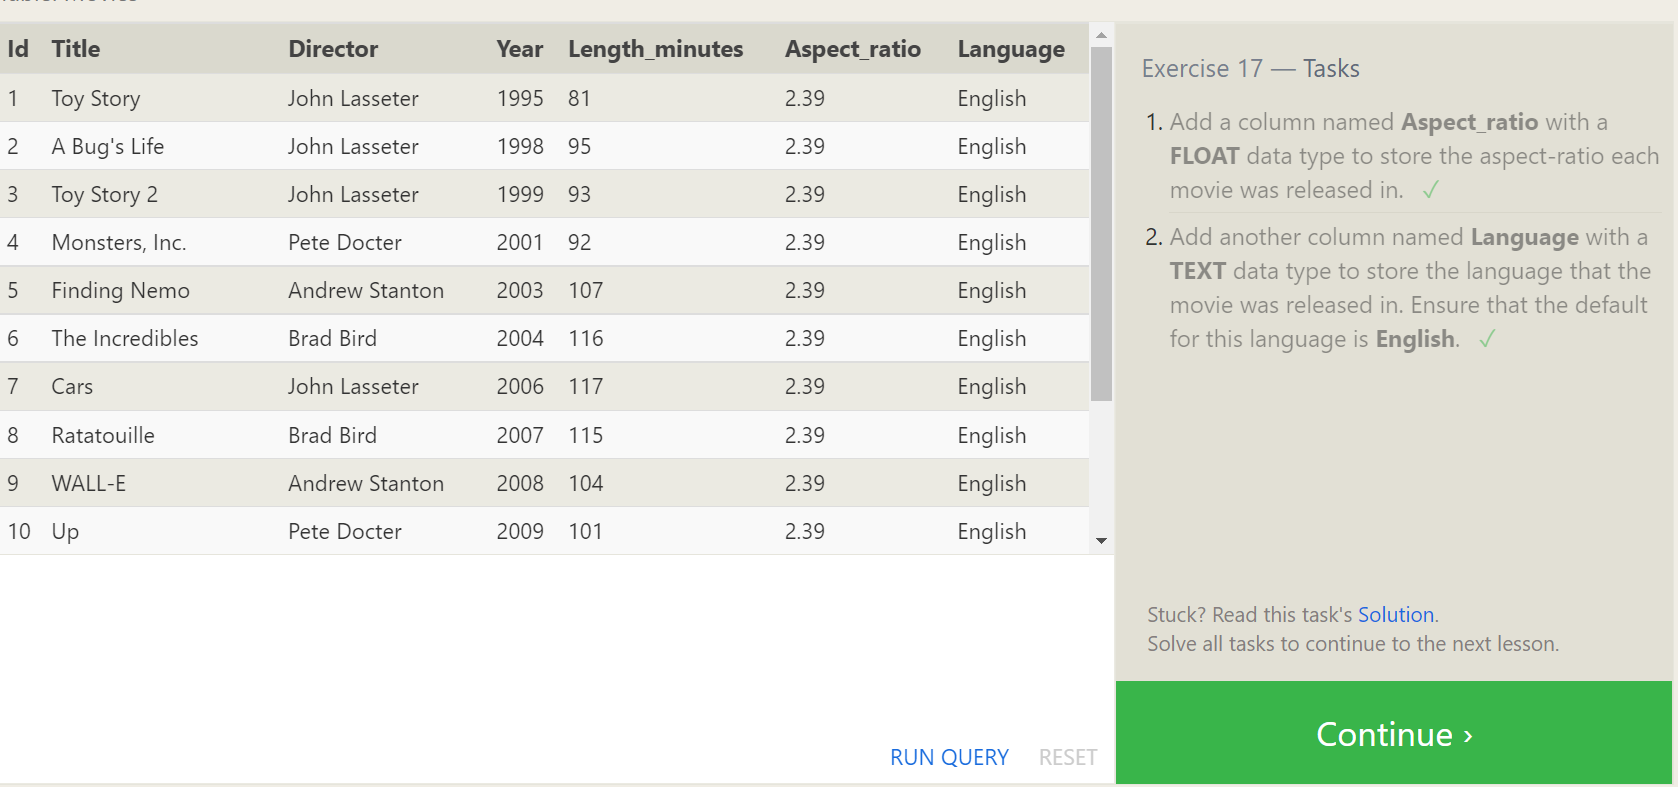 Id Title Director Year Length_minutes Aspect_ratio Language
1 Toy Story John Lasseter 1995 81 2.39 English
2 A Bug's Life John Lasseter 1998 95 2.39 English
3 Toy Story 2 John Lasseter 1999 93 2.39 English
4 Monsters, Inc. Pete Docter 2001 92 2.39 English
5 Finding Nemo Andrew Stanton 2003 107 2.39 English
6 The Incredibles Brad Bird 2004 116 2.39 English
7 Cars John Lasseter 2006 117 2.39 English
8 Ratatouille Brad Bird 2007 115 2.39 English
9 WALL-E Andrew Stanton 2008 104 2.39 English
10 Up Pete Docter 2009 101 2.39 English
RUN QUERY RESET
Exercise 17 — Tasks
1. Add a column named Aspect_ratio with a
FLOAT data type to store the aspect-ratio each
movie was released in. ✓
2. Add another column named Language with a
TEXT data type to store the language that the
movie was released in. Ensure that the default
for this language is English. ✓
Stuck? Read this task's Solution.
Solve all tasks to continue to the next lesson.
Continue ›